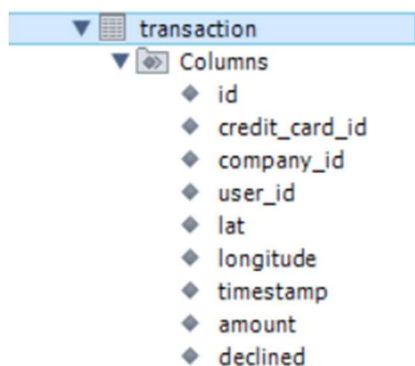 transaction
Columns
id
credit_card_id
company_id
user_id
lat
longitude
timestamp
amount
declined